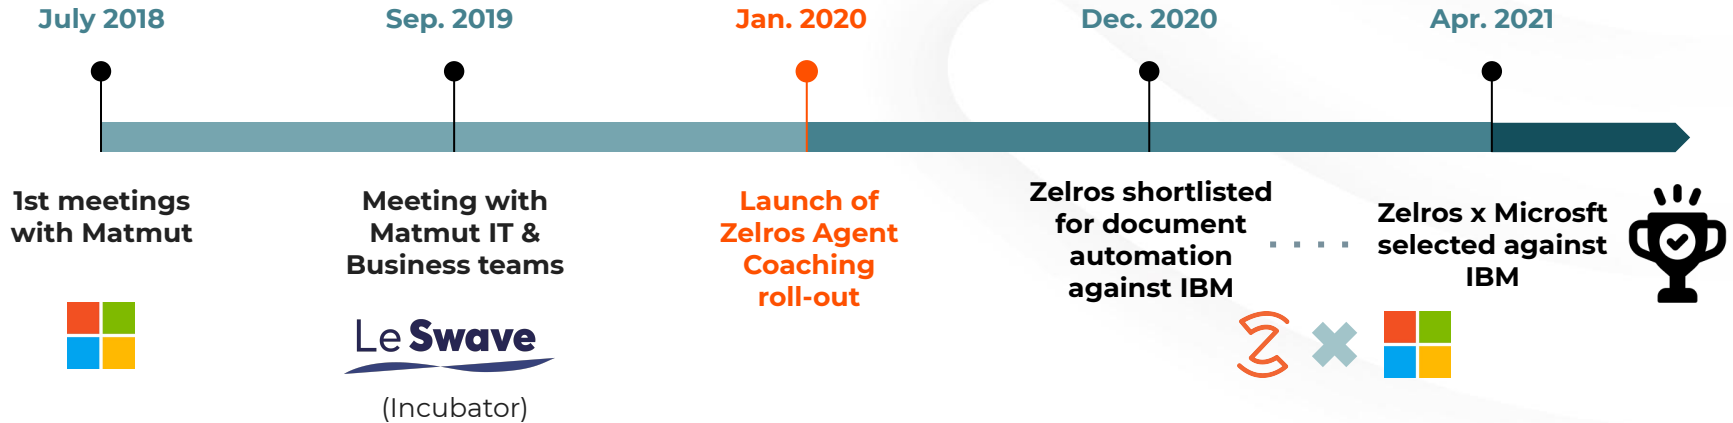 July 2018
Sep. 2019
Jan. 2020
Dec. 2020
Apr. 2021
1st meetings
with Matmut
Meeting with
Matmut IT &
Business teams
Le Swave
(Incubator)
Launch of
Zelros Agent
Coaching
roll-out
Zelros shortlisted
for document
automation
against IBM
Zelros x Microsft
selected against
IBM